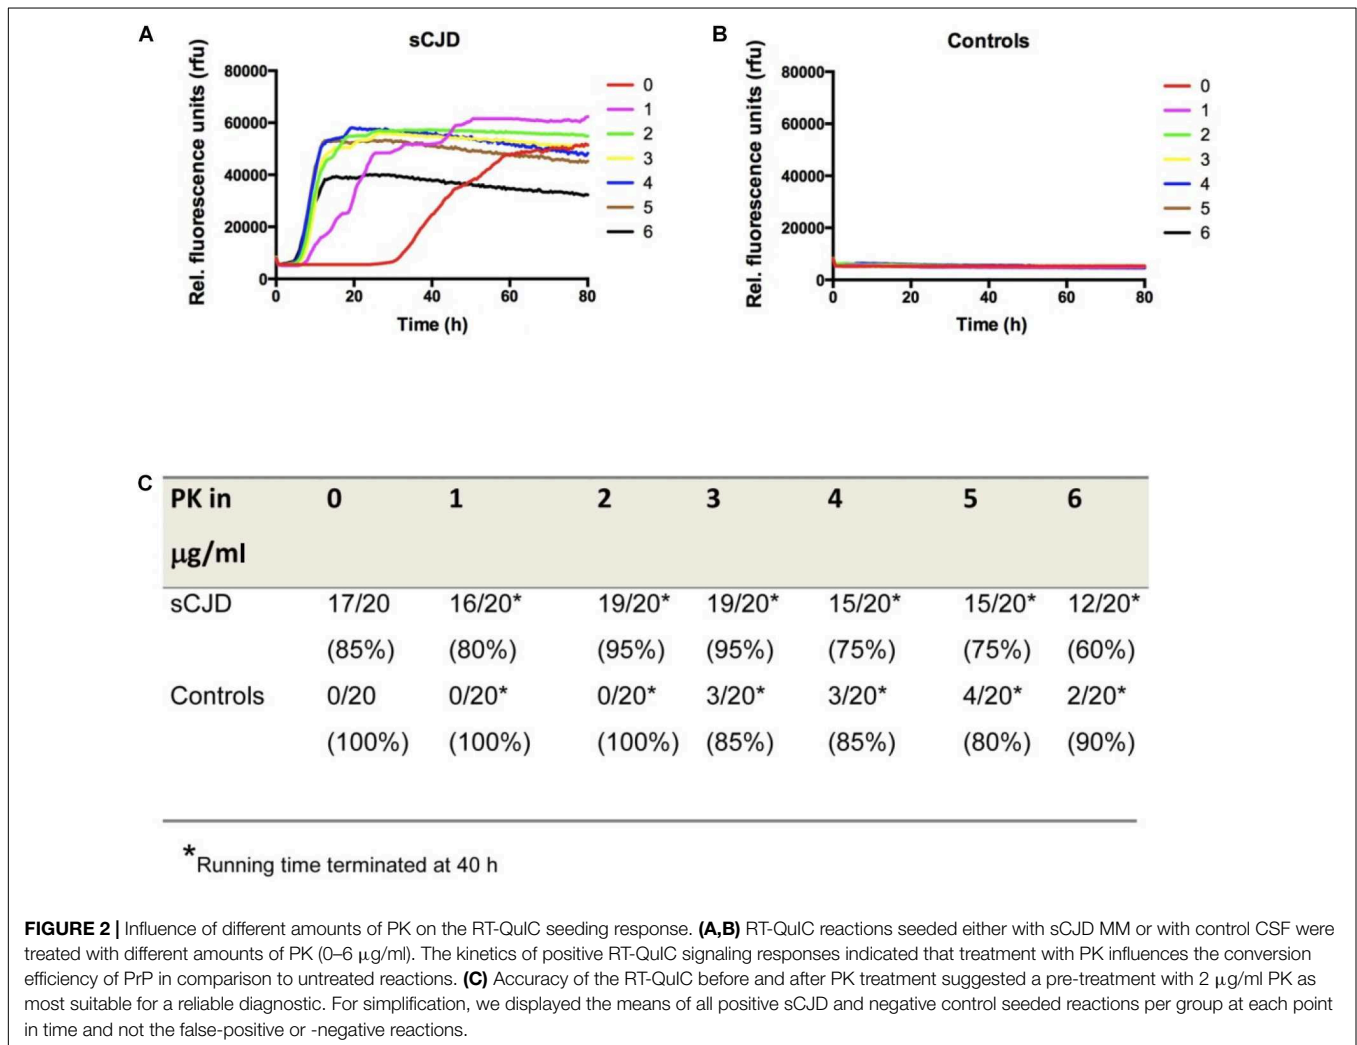 A
sCJD
Rel. fluorescence units (rfu)
80000
60000
40000
20000
0
0 20 40 60 80
Time (h)
0
1
2
3
4
5
6
B
Controls
Rel. fluorescence units (rfu)
80000
60000
40000
20000
0
0 20 40 60 80
Time (h)
0
1
2
3
4
5
6
C
PK in 0 1 2 3 4 5 6
μg/ml
sCJD 17/20 16/20* 19/20* 19/20* 15/20* 15/20* 12/20*
(85%) (80%) (95%) (95%) (75%) (75%) (60%)
Controls 0/20 0/20* 0/20* 3/20* 3/20* 4/20* 2/20*
(100%) (100%) (100%) (85%) (85%) (80%) (90%)
*Running time terminated at 40 h
FIGURE 2 | Influence of different amounts of PK on the RT-QuIC seeding response. (A,B) RT-QuIC reactions seeded either with sCJD MM or with control CSF were
treated with different amounts of PK (0–6 μg/ml). The kinetics of positive RT-QuIC signaling responses indicated that treatment with PK influences the conversion
efficiency of PrP in comparison to untreated reactions. (C) Accuracy of the RT-QuIC before and after PK treatment suggested a pre-treatment with 2 μg/ml PK as
most suitable for a reliable diagnostic. For simplification, we displayed the means of all positive sCJD and negative control seeded reactions per group at each point
in time and not the false-positive or -negative reactions.